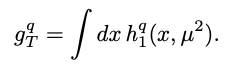 g_T^q = ∫ dx h_1^q(x, μ^2).